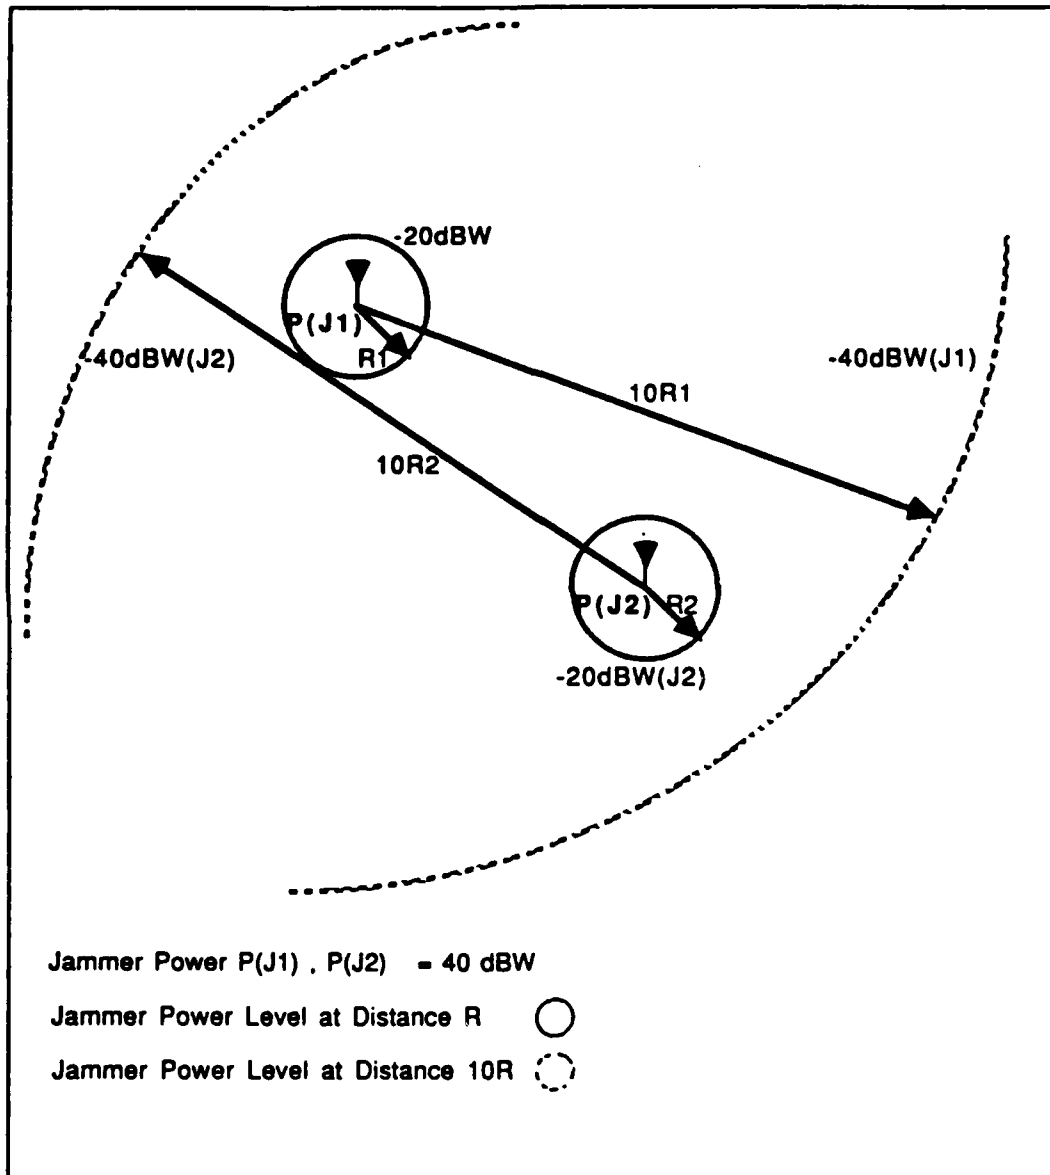 -20dBW
P(J1)
R1
-40dBW(J2)
-40dBW(J1)
10R1
10R2
P(J2) R2
-20dBW(J2)
Jammer Power P(J1) , P(J2) = 40 dBW
Jammer Power Level at Distance R
Jammer Power Level at Distance 10R